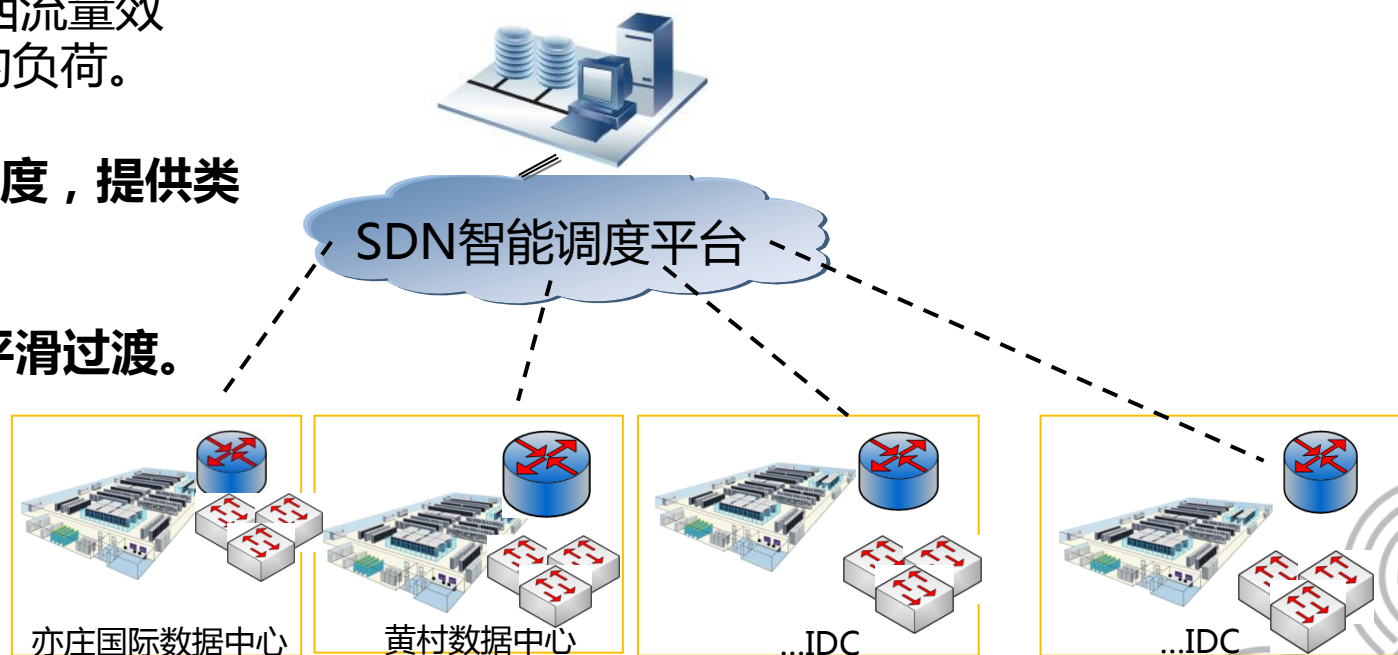 西流量效
的负荷。
度，提供类
SDN智能调度平台
平滑过渡。
亦庄国际数据中心
黄村数据中心
...IDC
...IDC